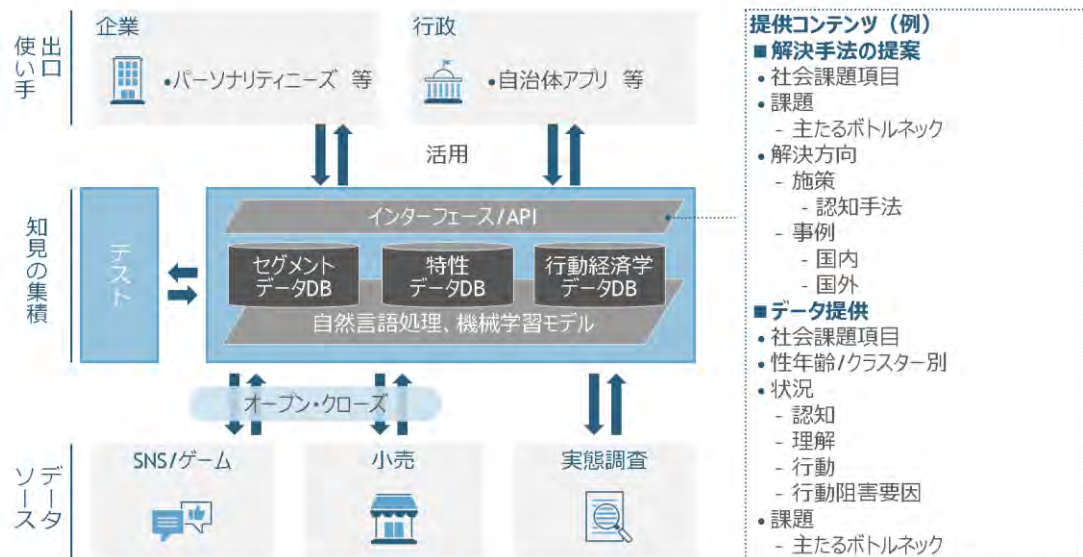 出口
使い手
企業
•パーソナリティニーズ 等
行政
•自治体アプリ 等
活用
知見の集積
テスト
インターフェース/API
セグメント
データDB
特性
データDB
行動経済学
データDB
自然言語処理、機械学習モデル
オープン・クローズ
データ
ソース
SNS/ゲーム
小売
実態調査
提供コンテンツ（例）
■解決手法の提案
•社会課題項目
•課題
- 主たるボトルネック
•解決方向
- 施策
- 認知手法
- 事例
- 国内
- 国外
■データ提供
•社会課題項目
•性年齢/クラスター別
•状況
- 認知
- 理解
- 行動
- 行動阻害要因
•課題
- 主たるボトルネック